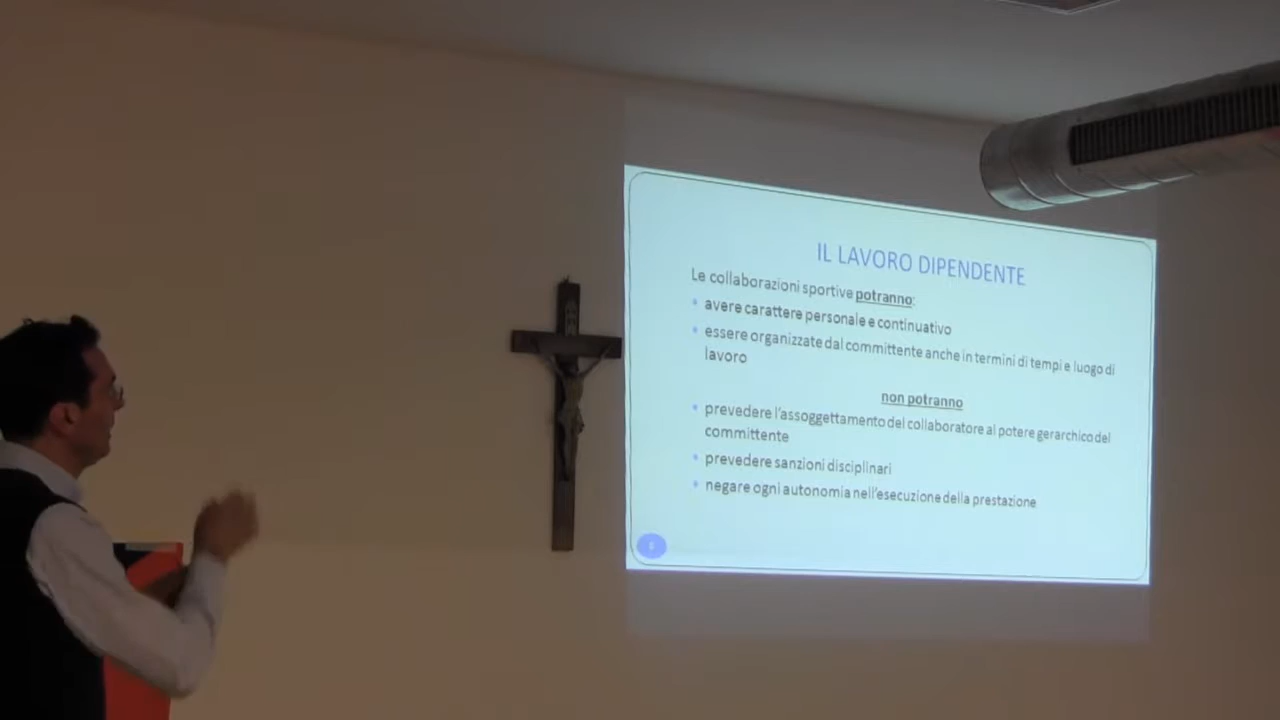 IL LAVORO DIPENDENTE
Le collaborazioni sportive potranno:
• avere carattere personale e continuativo
• essere organizzate dal committente anche in termini di tempi e luogo di
lavoro
non potranno
• prevedere l'assoggettamento del collaboratore al potere gerarchico del
committente
• prevedere sanzioni disciplinari
• negare ogni autonomia nell'esecuzione della prestazione